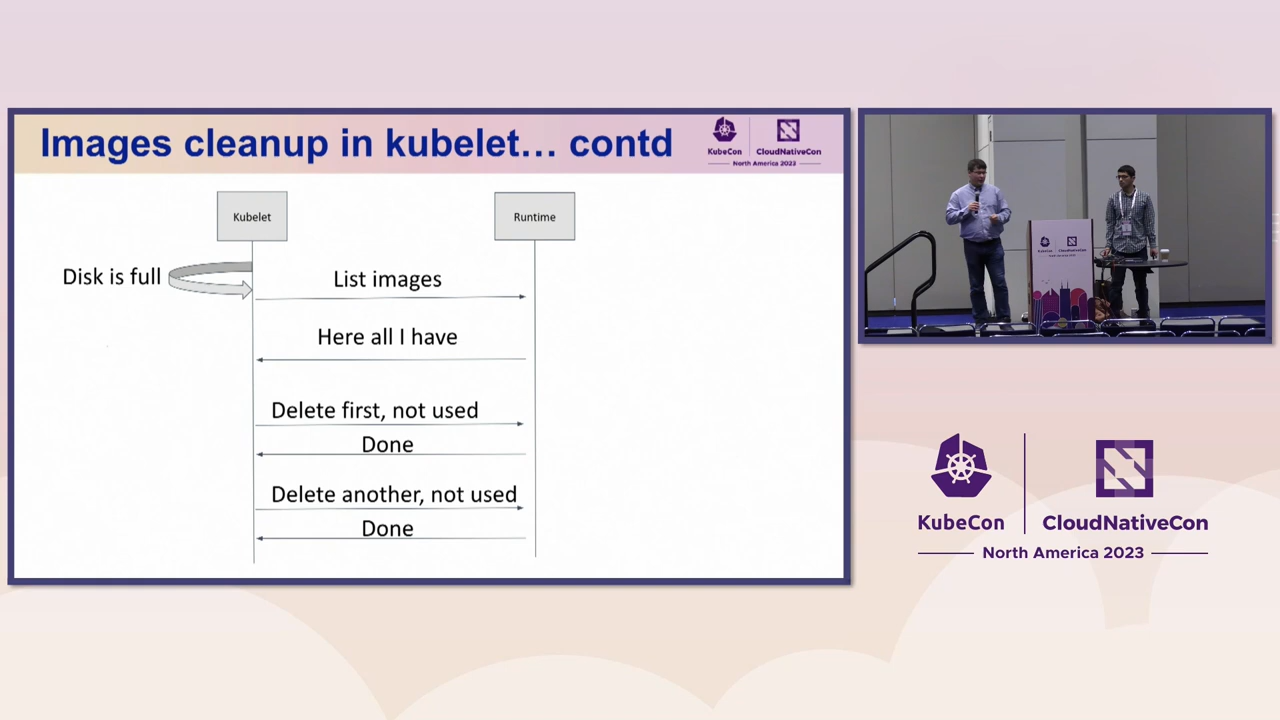 Images cleanup in kubelet... contd
KubeCon
CloudNativeCon
North America 2023
Kubelet
Runtime
Disk is full
List images
Here all I have
Delete first, not used
Done
Delete another, not used
Done
KubeCon
CloudNativeCon
North America 2023